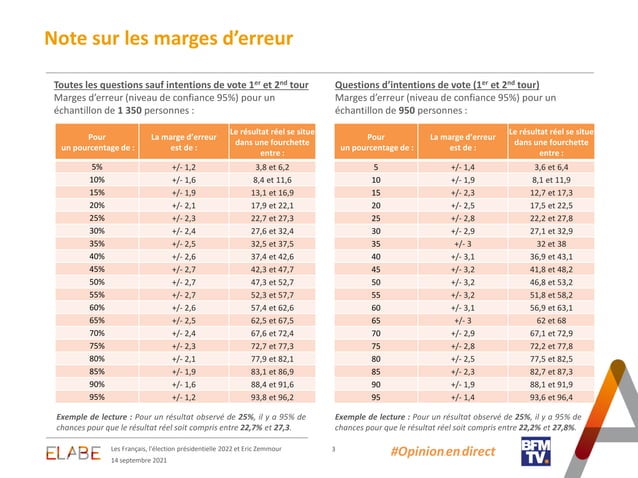 Note sur les marges d’erreur
Toutes les questions sauf intentions de vote 1er et 2nd tour
Marges d’erreur (niveau de confiance 95%) pour un
échantillon de 1 350 personnes :
Pour un pourcentage de : | La marge d’erreur est de : | Le résultat réel se situe dans une fourchette entre :
5% +/- 1,2 3,8 et 6,2
10% +/- 1,6 8,4 et 11,6
15% +/- 1,9 13,1 et 16,9
20% +/- 2,1 17,9 et 22,1
25% +/- 2,3 22,7 et 27,3
30% +/- 2,4 27,6 et 32,4
35% +/- 2,5 32,5 et 37,5
40% +/- 2,6 37,4 et 42,6
45% +/- 2,7 42,3 et 47,7
50% +/- 2,7 47,3 et 52,7
55% +/- 2,7 52,3 et 57,7
60% +/- 2,6 57,4 et 62,6
65% +/- 2,5 62,5 et 67,5
70% +/- 2,4 67,6 et 72,4
75% +/- 2,3 72,7 et 77,3
80% +/- 2,1 77,9 et 82,1
85% +/- 1,9 83,1 et 86,9
90% +/- 1,6 88,4 et 91,6
95% +/- 1,2 93,8 et 96,2
Exemple de lecture : Pour un résultat observé de 25%, il y a 95% de
chances pour que le résultat réel soit compris entre 22,7% et 27,3.
Questions d’intentions de vote (1er et 2nd tour)
Marges d’erreur (niveau de confiance 95%) pour un
échantillon de 950 personnes :
Pour un pourcentage de : | La marge d’erreur est de : | Le résultat réel se situe dans une fourchette entre :
5 +/- 1,4 3,6 et 6,4
10 +/- 1,9 8,1 et 11,9
15 +/- 2,3 12,7 et 17,3
20 +/- 2,5 17,5 et 22,5
25 +/- 2,8 22,2 et 27,8
30 +/- 2,9 27,1 et 32,9
35 +/- 3 32 et 38
40 +/- 3,1 36,9 et 43,1
45 +/- 3,2 41,8 et 48,2
50 +/- 3,2 46,8 et 53,2
55 +/- 3,2 51,8 et 58,2
60 +/- 3,1 56,9 et 63,1
65 +/- 3 62 et 68
70 +/- 2,9 67,1 et 72,9
75 +/- 2,8 72,2 et 77,8
80 +/- 2,5 77,5 et 82,5
85 +/- 2,3 82,7 et 87,3
90 +/- 1,9 88,1 et 91,9
95 +/- 1,4 93,6 et 96,4
Exemple de lecture : Pour un résultat observé de 25%, il y a 95% de
chances pour que le résultat réel soit compris entre 22,2% et 27,8%.
ELABE
Les Français, l'élection présidentielle 2022 et Eric Zemmour
14 septembre 2021
3
#Opinionendirect
BFM
TV.